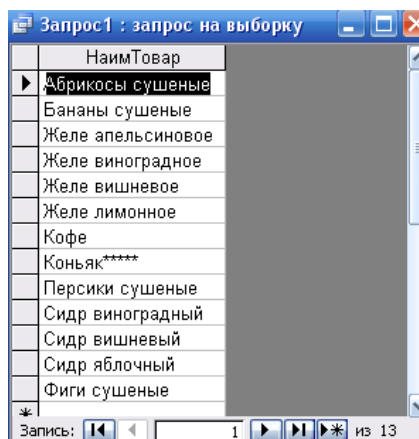 Запрос1 : запрос на выборку
НаимТовар
Абрикосы сушеные
Бананы сушеные
Желе апельсиновое
Желе виноградное
Желе вишневое
Желе лимонное
Кофе
Коньяк*****
Персики сушеные
Сидр виноградный
Сидр вишневый
Сидр яблочный
Фиги сушеные
Запись: 1 из 13